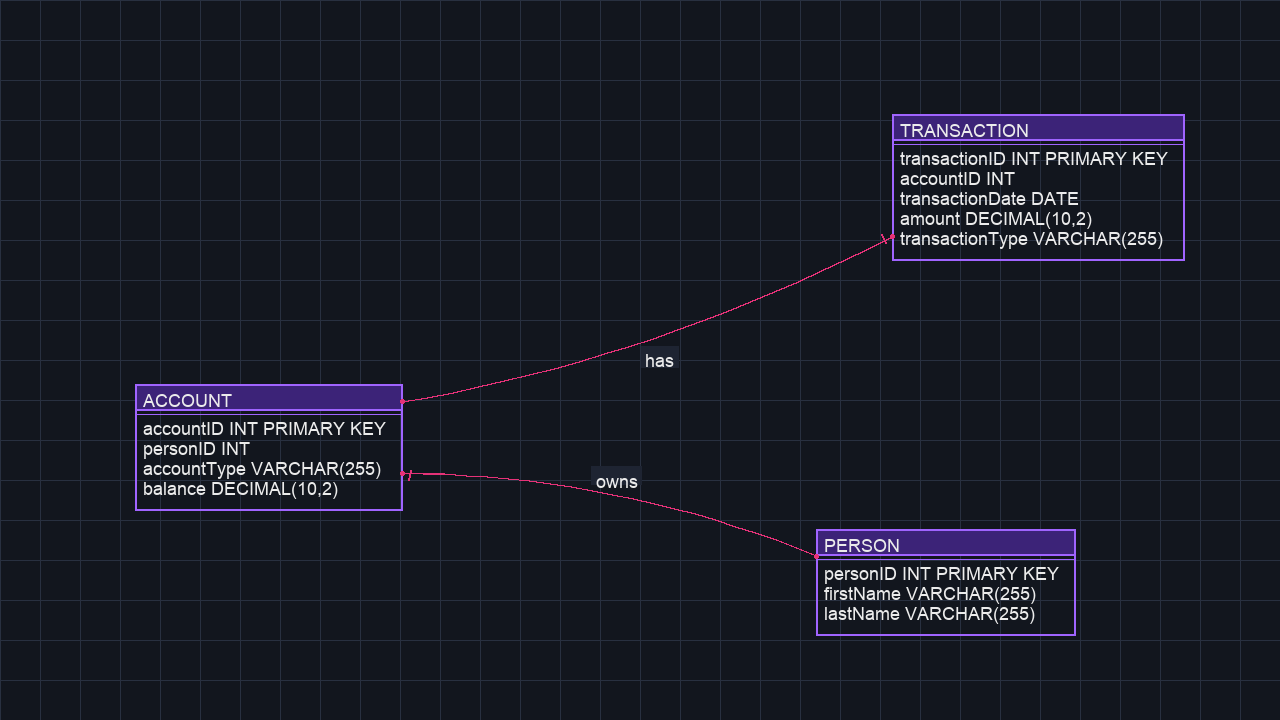 TRANSACTION
transactionID INT PRIMARY KEY
accountID INT
transactionDate DATE
amount DECIMAL(10,2)
transactionType VARCHAR(255)
has
ACCOUNT
accountID INT PRIMARY KEY
personID INT
accountType VARCHAR(255)
balance DECIMAL(10,2)
owns
PERSON
personID INT PRIMARY KEY
firstName VARCHAR(255)
lastName VARCHAR(255)